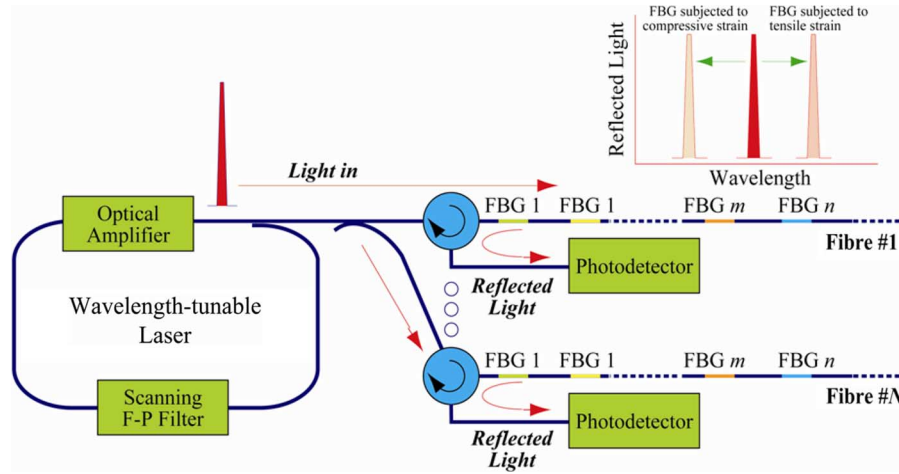 FBG subjected to
compressive strain
FBG subjected to
tensile strain
Reflected Light
Wavelength
Light in
Optical
Amplifier
FBG 1
FBG 1
FBG m
FBG n
Fibre #1
Photodetector
Reflected
Light
Wavelength-tunable
Laser
FBG 1
FBG 1
FBG m
FBG n
Scanning
F-P Filter
Fibre #N
Photodetector
Reflected
Light